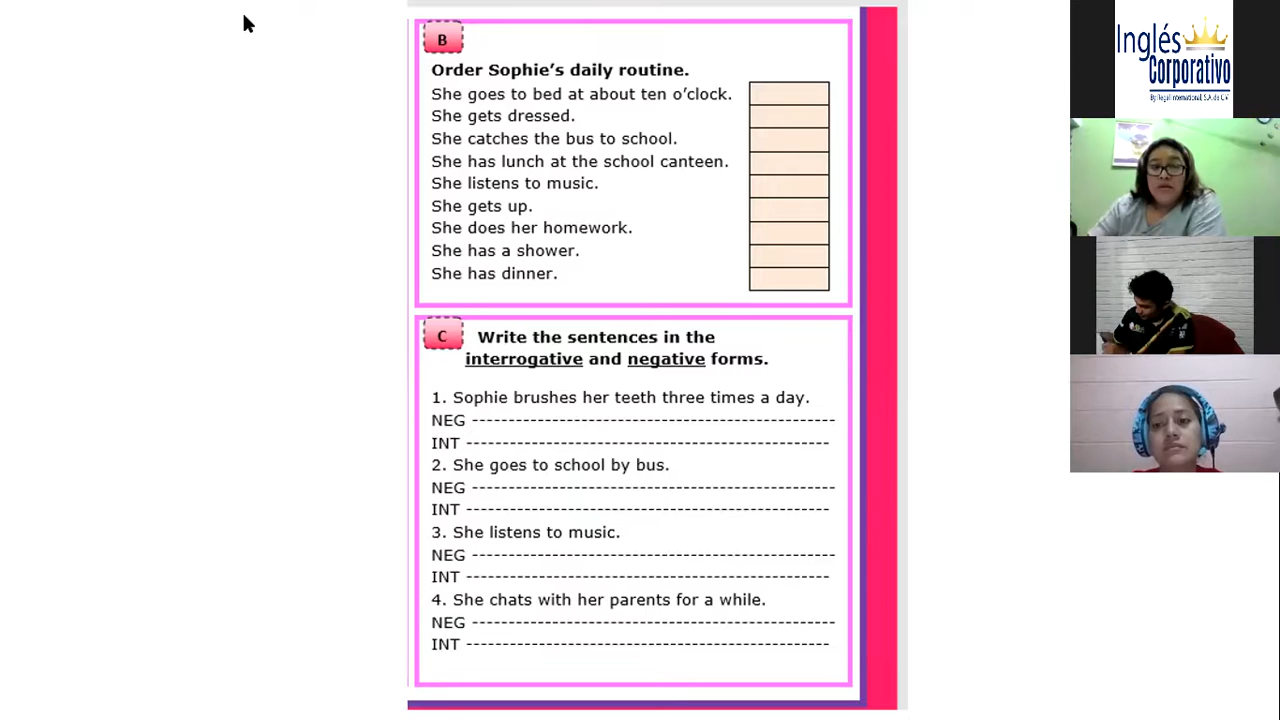 B
Order Sophie’s daily routine.
She goes to bed at about ten o’clock.
She gets dressed.
She catches the bus to school.
She has lunch at the school canteen.
She listens to music.
She gets up.
She does her homework.
She has a shower.
She has dinner.
C
Write the sentences in the
interrogative and negative forms.
1. Sophie brushes her teeth three times a day.
NEG -------------------------------------------------
INT -------------------------------------------------
2. She goes to school by bus.
NEG -------------------------------------------------
INT -------------------------------------------------
3. She listens to music.
NEG -------------------------------------------------
INT -------------------------------------------------
4. She chats with her parents for a while.
NEG -------------------------------------------------
INT -------------------------------------------------
Inglés
Corporativo
By Regal International, S.A. de C.V.